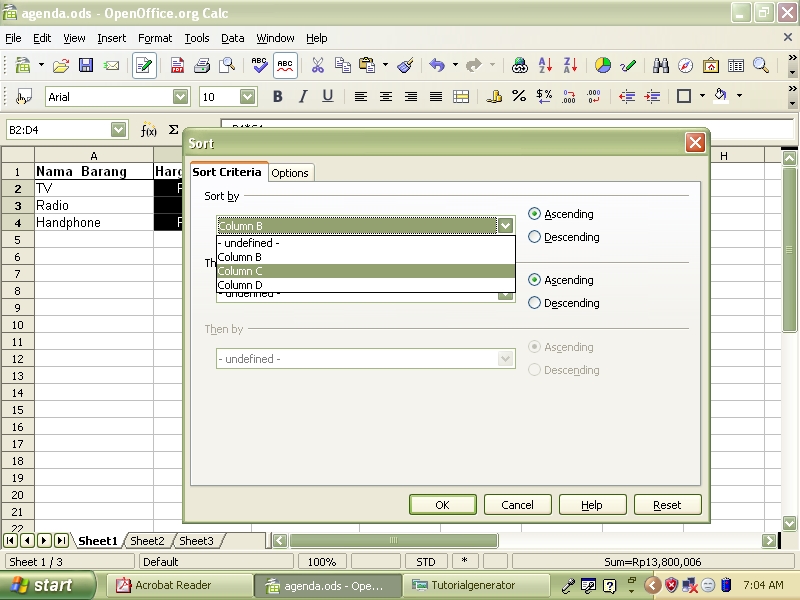 agenda.ods - OpenOffice.org Calc
File Edit View Insert Format Tools Data Window Help
ABC ABC
Arial 10 B I U
B2:D4 f(x) Σ
A H
1 Nama Barang
2 TV
3 Radio
4 Handphone
5
6
7
8
9
10
11
12
13
14
15
16
17
18
19
20
21
22
Sort
Sort Criteria Options
Sort by
Column B
Ascending
Descending
- undefined -
Column B
Column C
Column D
- undefined -
Ascending
Descending
Then by
- undefined -
Ascending
Descending
OK Cancel Help Reset
Sheet1 Sheet2 Sheet3
Sheet 1 / 3 Default 100% STD * Sum=Rp13,800,006
start Acrobat Reader agenda.ods - Ope... Tutorialgenerator 7:04 AM